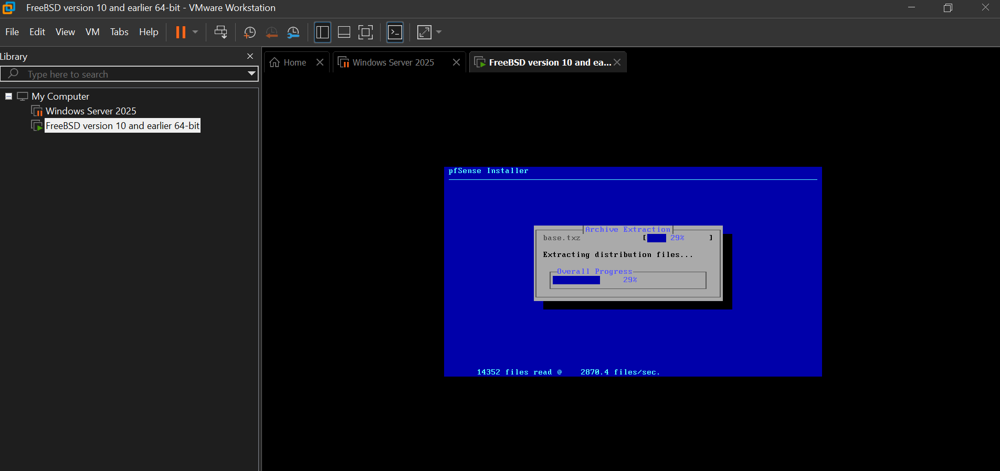 FreeBSD version 10 and earlier 64-bit - VMware Workstation
File Edit View VM Tabs Help
Library
Type here to search
My Computer
Windows Server 2025
FreeBSD version 10 and earlier 64-bit
Home
Windows Server 2025
FreeBSD version 10 and ea...
pfSense Installer
Archive Extraction
base.txz [ 29% ]
Extracting distribution files...
Overall Progress
29%
14352 files read @ 2870.4 files/sec.